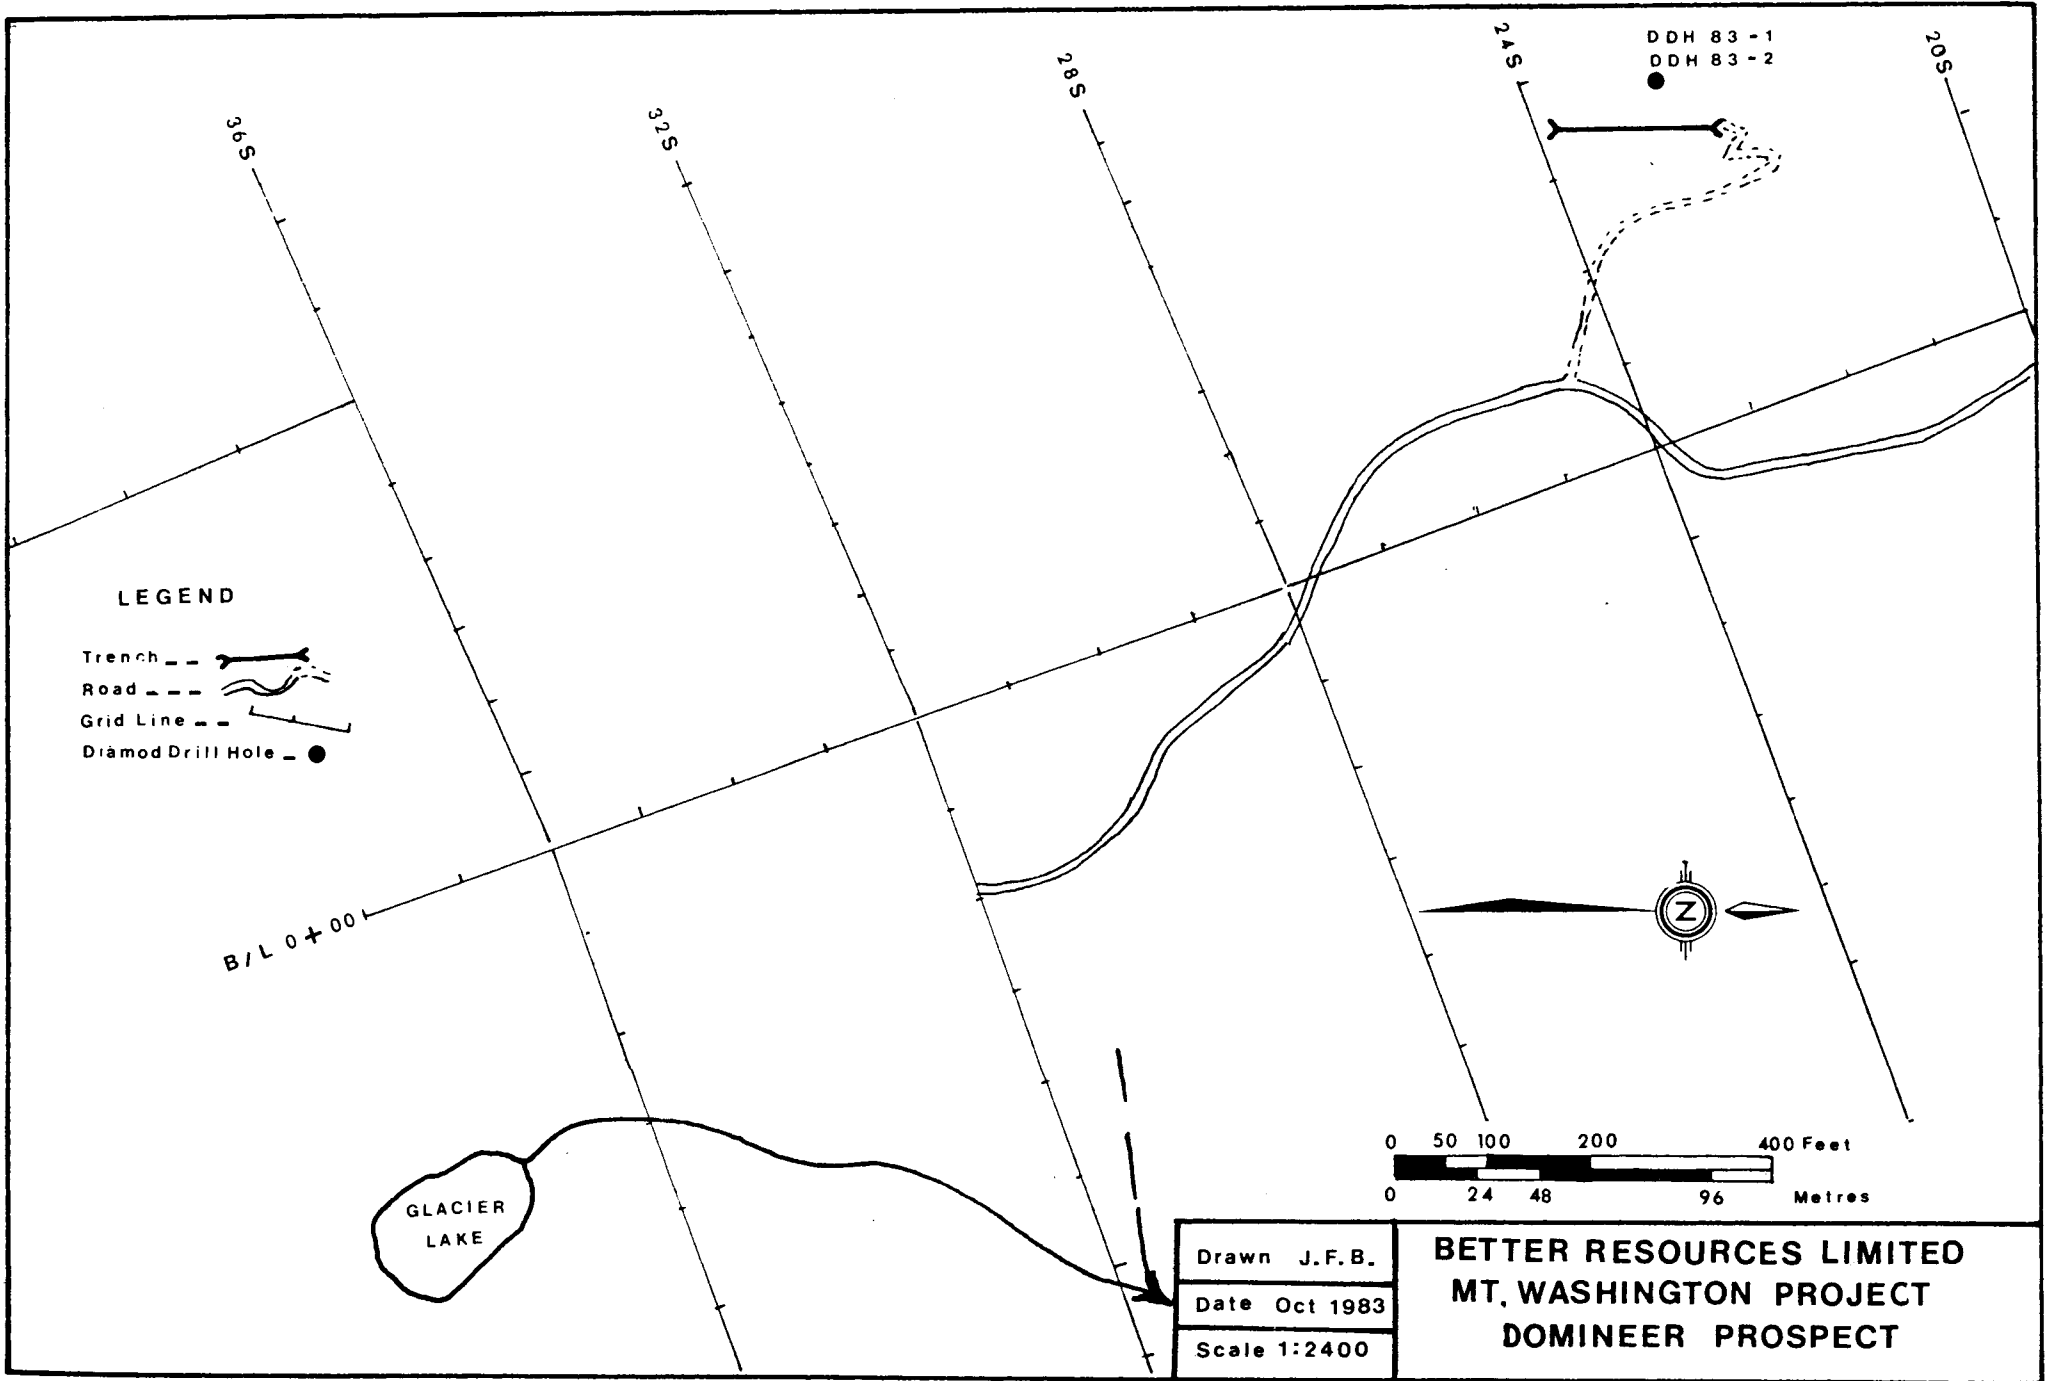 36S
32S
28S
24S
20S
DDH 83-1
DDH 83-2
LEGEND
Trench
Road
Grid Line
Diamod Drill Hole
B/L 0+00
N
GLACIER
LAKE
0 50 100 200 400 Feet
0 24 48 96 Metres
Drawn J.F.B.
Date Oct 1983
Scale 1:2400
BETTER RESOURCES LIMITED
MT. WASHINGTON PROJECT
DOMINEER PROSPECT